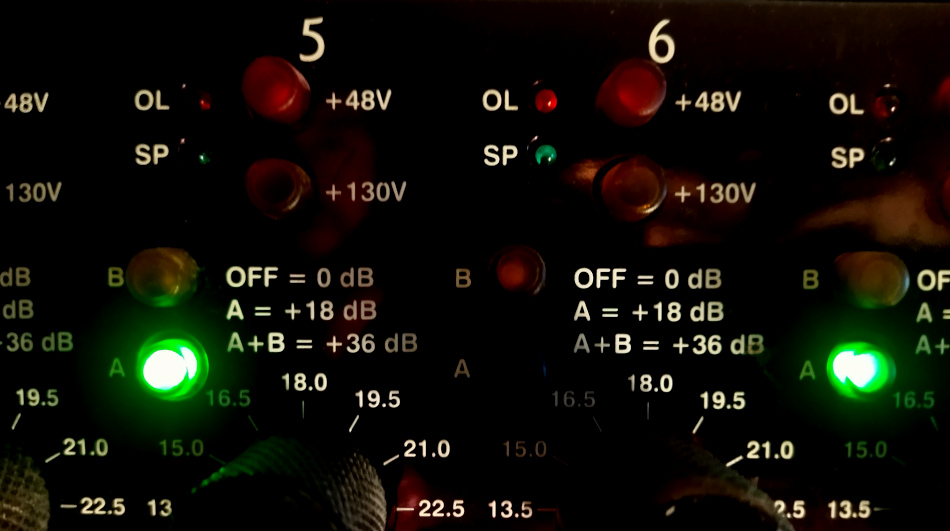 5 6
48V OL +48V OL +48V OL
130V SP +130V SP +130V SP
dB B OFF = 0 dB B OFF = 0 dB B OF
dB A = +18 dB A = +18 dB A =
36 dB A A+B = +36 dB A A+B = +36 dB A A+
19.5 16.5 18.0 19.5 16.5 18.0 19.5 16.5
21.0 15.0 21.0 15.0 21.0 15.0
22.5 13 22.5 13.5 2.5 13.5